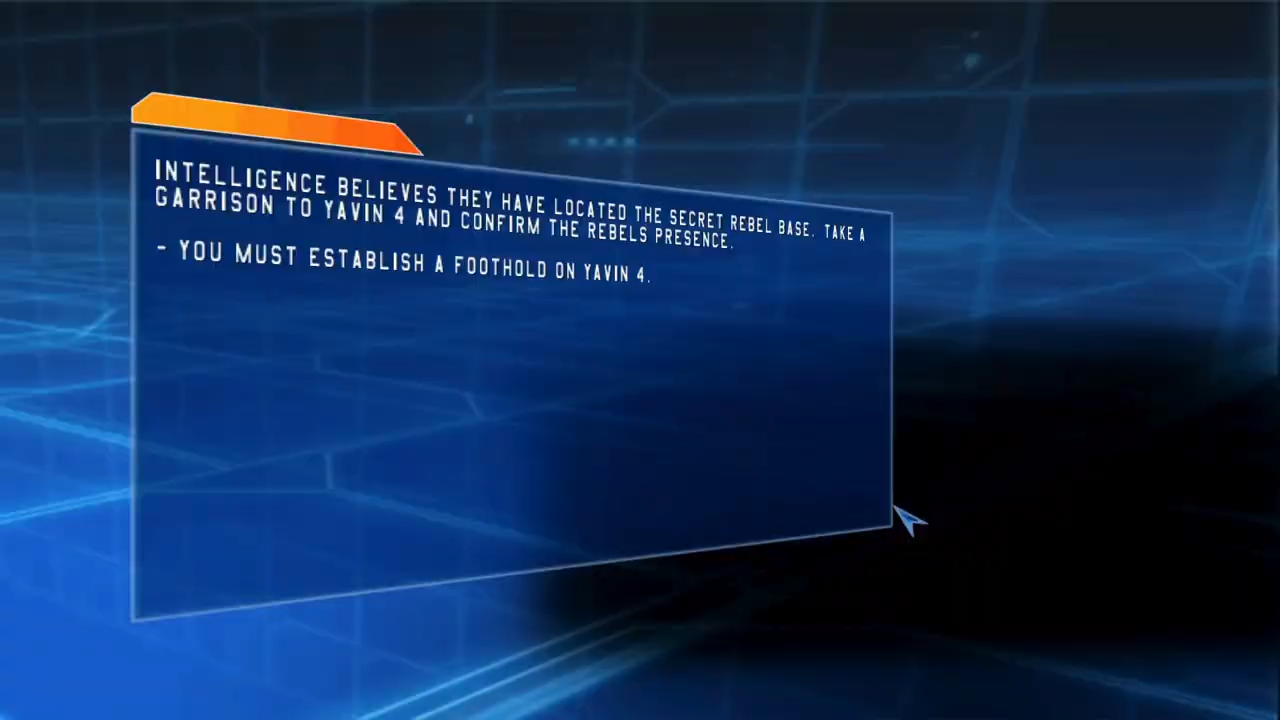 INTELLIGENCE BELIEVES THEY HAVE LOCATED THE SECRET REBEL BASE. TAKE A
GARRISON TO YAVIN 4 AND CONFIRM THE REBELS PRESENCE.
- YOU MUST ESTABLISH A FOOTHOLD ON YAVIN 4.